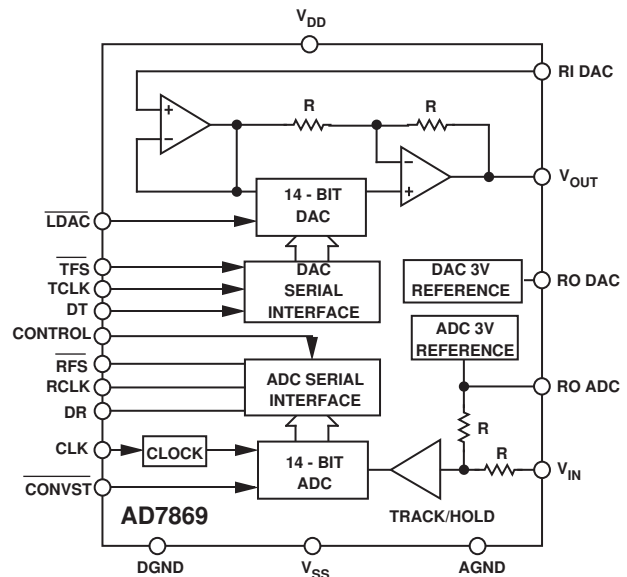 VDD
RI DAC
R
R
+
−
−
+
14 - BIT
DAC
VOUT
LDAC
TFS
TCLK
DT
DAC
SERIAL
INTERFACE
DAC 3V
REFERENCE
RO DAC
CONTROL
ADC 3V
REFERENCE
RFS
RCLK
DR
ADC SERIAL
INTERFACE
RO ADC
R
R
CLK
CLOCK
14 - BIT
ADC
VIN
CONVST
AD7869
TRACK/HOLD
DGND
VSS
AGND